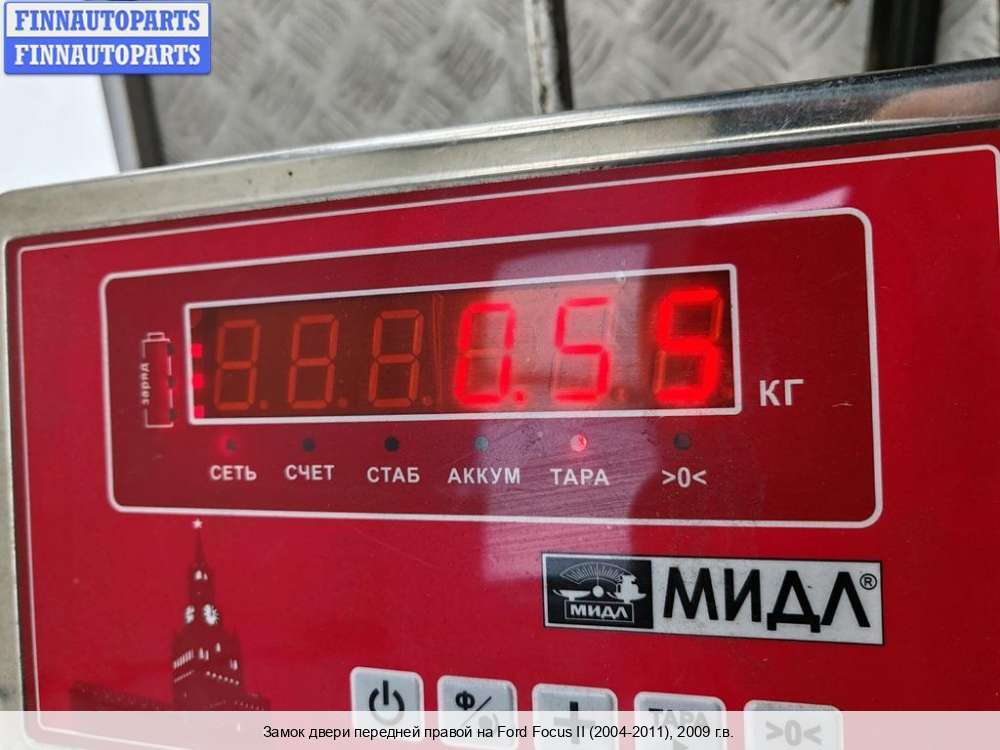 FINNAUTOPARTS
FINNAUTOPARTS
заряд
0.55
КГ
СЕТЬ СЧЕТ СТАБ АККУМ ТАРА >0<
МИДЛ
МИДЛ®
Ф/
+
ТАРА
>0<
Замок двери передней правой на Ford Focus II (2004-2011), 2009 г.в.